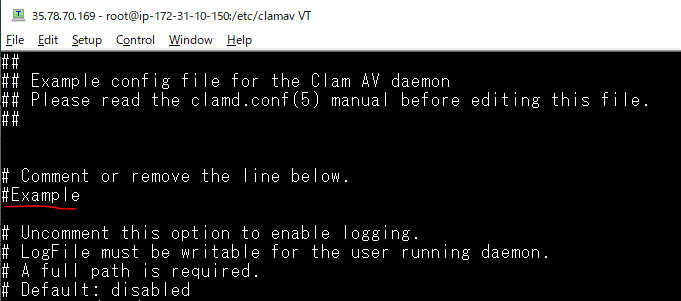 35.78.70.169 - root@ip-172-31-10-150:/etc/clamav VT
File Edit Setup Control Window Help
##
## Example config file for the Clam AV daemon
## Please read the clamd.conf(5) manual before editing this file.
##
# Comment or remove the line below.
#Example
# Uncomment this option to enable logging.
# LogFile must be writable for the user running daemon.
# A full path is required.
# Default: disabled